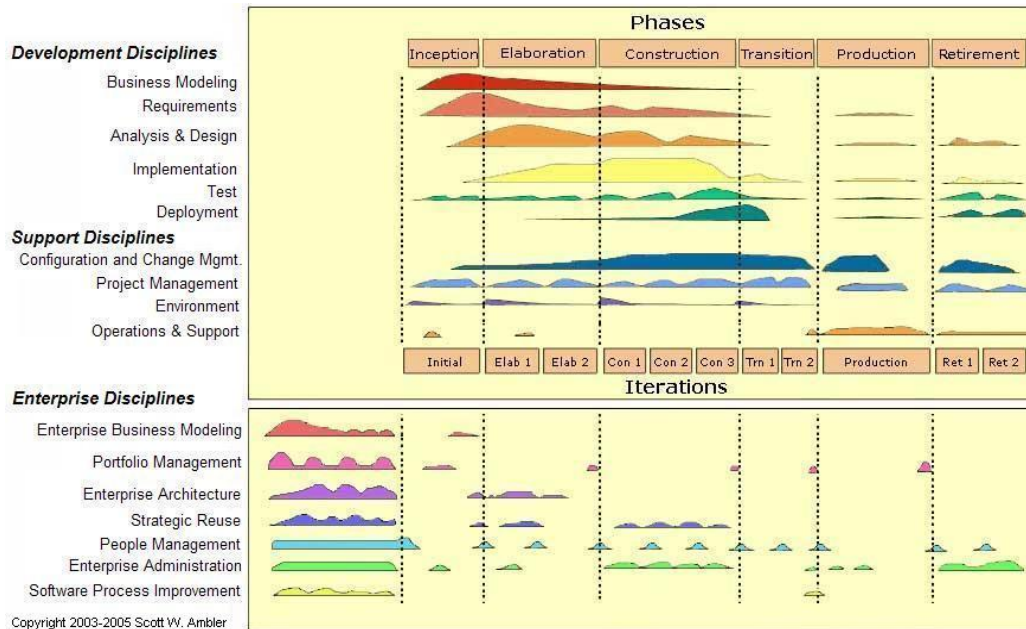 Phases
Development Disciplines
Inception Elaboration Construction Transition Production Retirement
Business Modeling
Requirements
Analysis & Design
Implementation
Test
Deployment
Support Disciplines
Configuration and Change Mgmt.
Project Management
Environment
Operations & Support
Initial Elab 1 Elab 2 Con 1 Con 2 Con 3 Trn 1 Trn 2 Production Ret 1 Ret 2
Iterations
Enterprise Disciplines
Enterprise Business Modeling
Portfolio Management
Enterprise Architecture
Strategic Reuse
People Management
Enterprise Administration
Software Process Improvement
Copyright 2003-2005 Scott W. Ambler